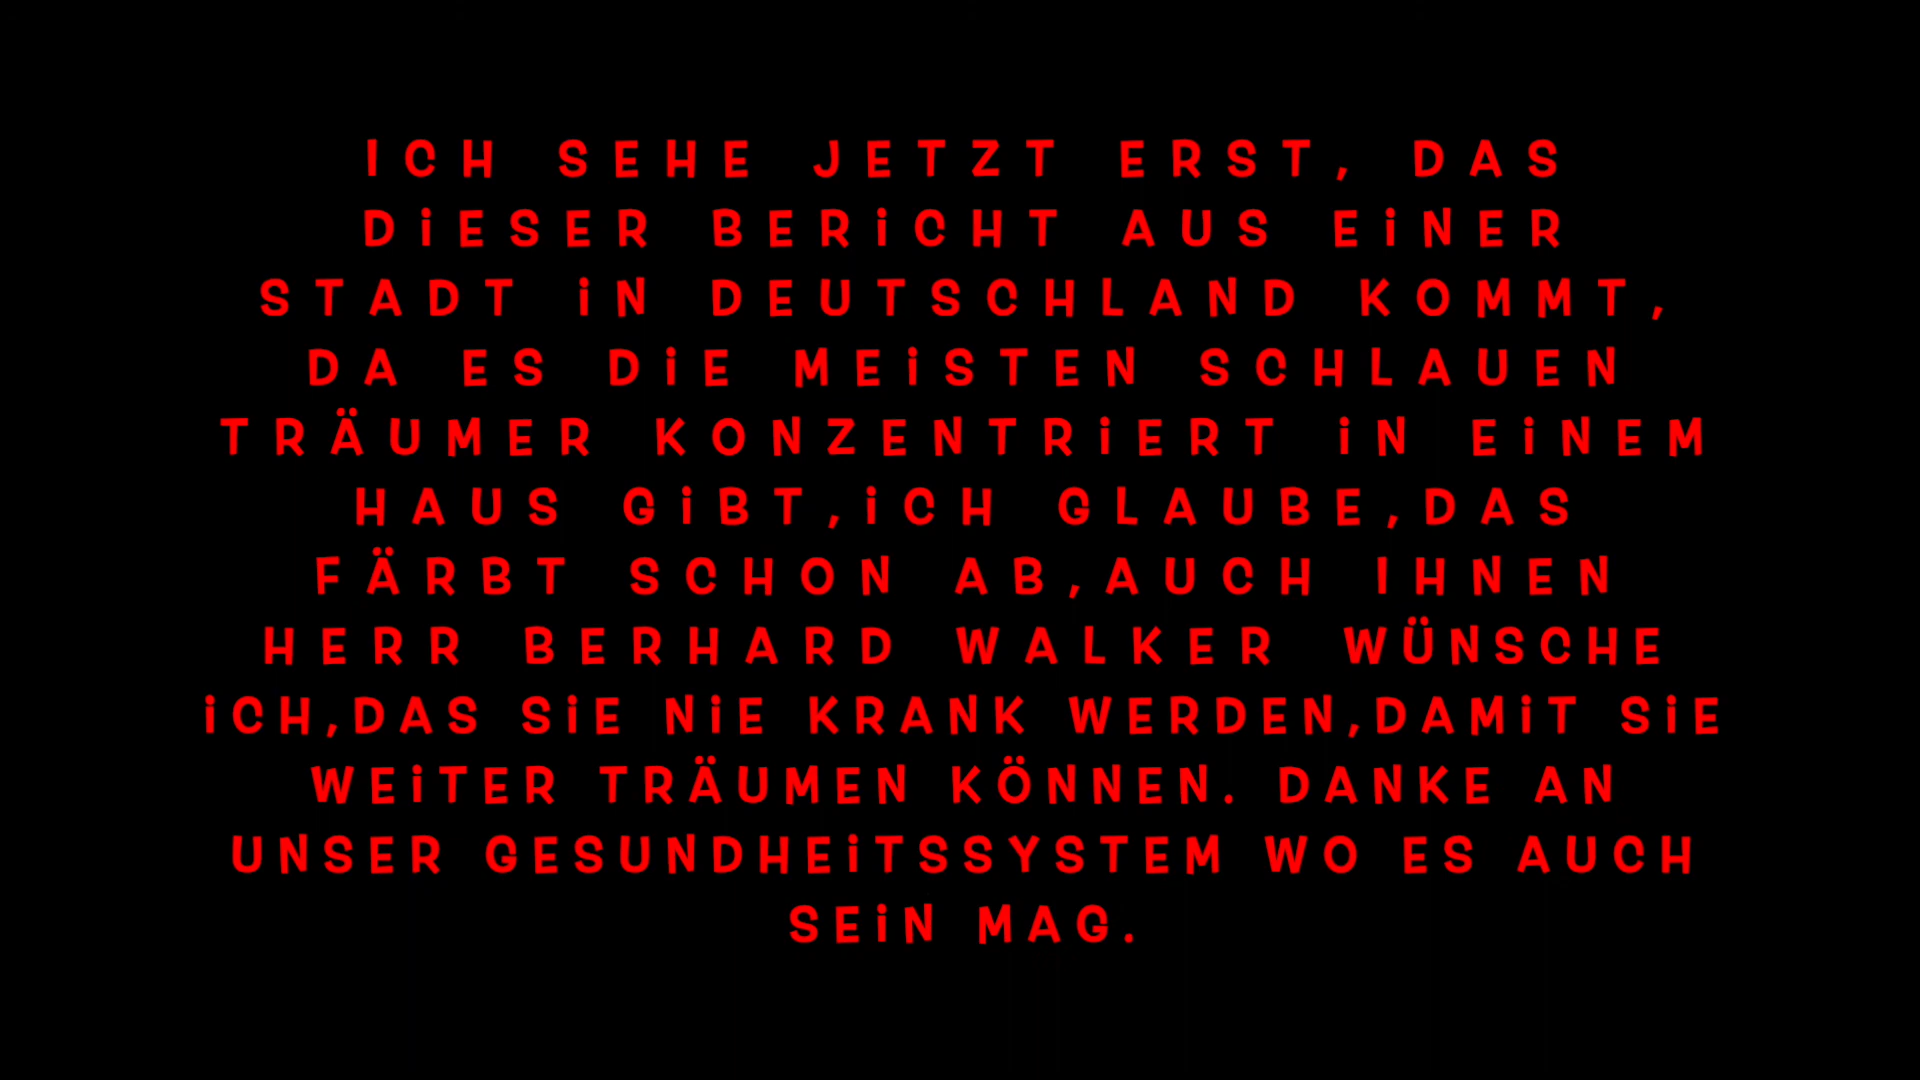 ICH SEHE JETZT ERST, DAS
DiESER BERiCHT AUS EiNER
STADT iN DEUTSCHLAND KOMMT,
DA ES DiE MEiSTEN SCHLAUEN
TRÄUMER KONZENTRiERT iN EiNEM
HAUS GiBT,iCH GLAUBE,DAS
FÄRBT SCHON AB,AUCH IHNEN
HERR BERHARD WALKER WÜNSCHE
iCH,DAS SiE NiE KRANK WERDEN,DAMiT SiE
WEiTER TRÄUMEN KÖNNEN. DANKE AN
UNSER GESUNDHEiTSSYSTEM WO ES AUCH
SEiN MAG.